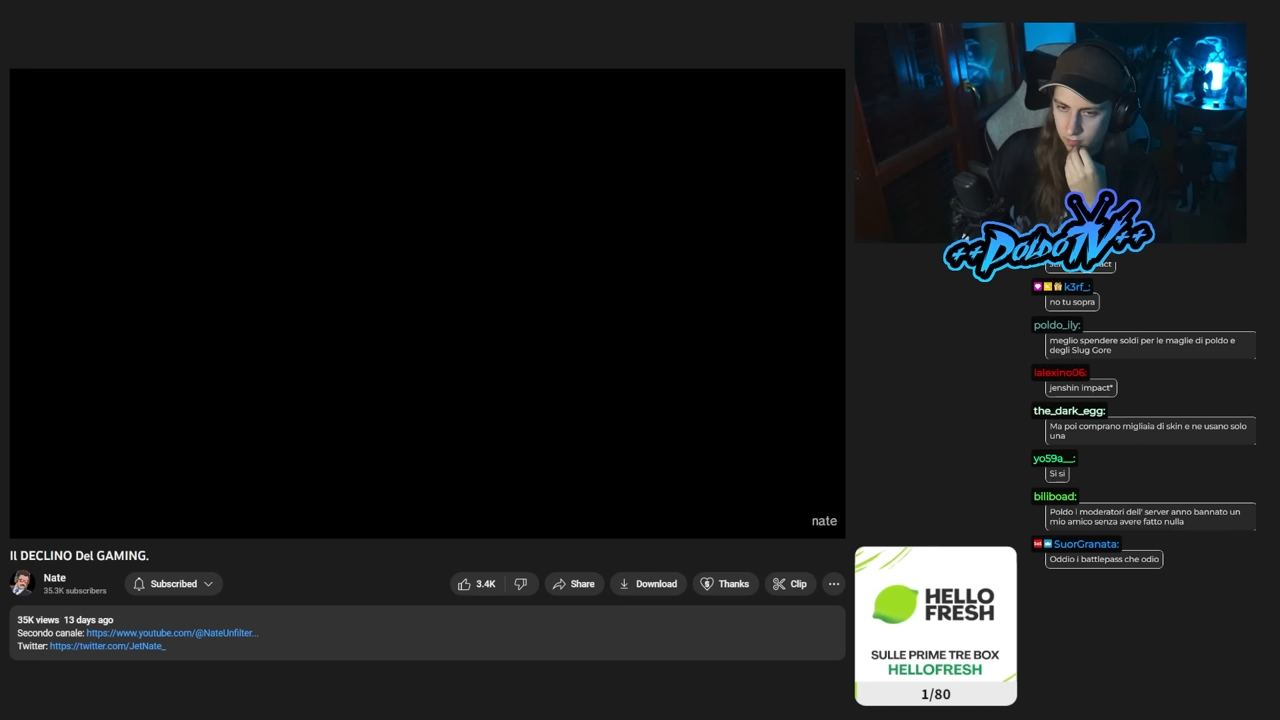 nate
Il DECLINO Del GAMING.
Nate
35.3K subscribers
Subscribed
3.4K
Share
Download
Thanks
Clip
35K views 13 days ago
Secondo canale: https://www.youtube.com/@NateUnfilter...
Twitter: https://twitter.com/JetNate_
++POLDOTV++
k3rf_:
no tu sopra
poldo_ily:
meglio spendere soldi per le maglie di poldo e
degli Slug Gore
lalexino06:
jenshin impact*
the_dark_egg:
Ma poi comprano migliaia di skin e ne usano solo
una
yo59a__:
Si si
biliboad:
Poldo i moderatori dell' server anno bannato un
mio amico senza avere fatto nulla
SuorGranata:
Oddio i battlepass che odio
HELLO
FRESH
SULLE PRIME TRE BOX
HELLOFRESH
1/80